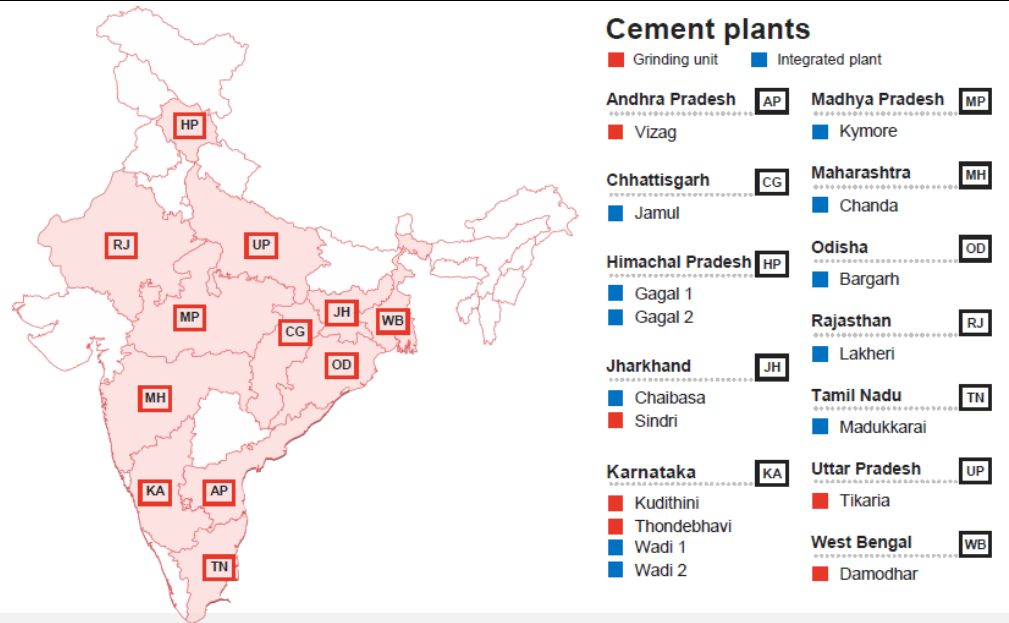 Cement plants
Grinding unit Integrated plant
Andhra Pradesh AP
Vizag
Chhattisgarh CG
Jamul
Himachal Pradesh HP
Gagal 1
Gagal 2
Jharkhand JH
Chaibasa
Sindri
Karnataka KA
Kudithini
Thondebhavi
Wadi 1
Wadi 2
Madhya Pradesh MP
Kymore
Maharashtra MH
Chanda
Odisha OD
Bargarh
Rajasthan RJ
Lakheri
Tamil Nadu TN
Madukkarai
Uttar Pradesh UP
Tikaria
West Bengal WB
Damodhar
HP
RJ
UP
MP
JH
WB
CG
OD
MH
KA
AP
TN